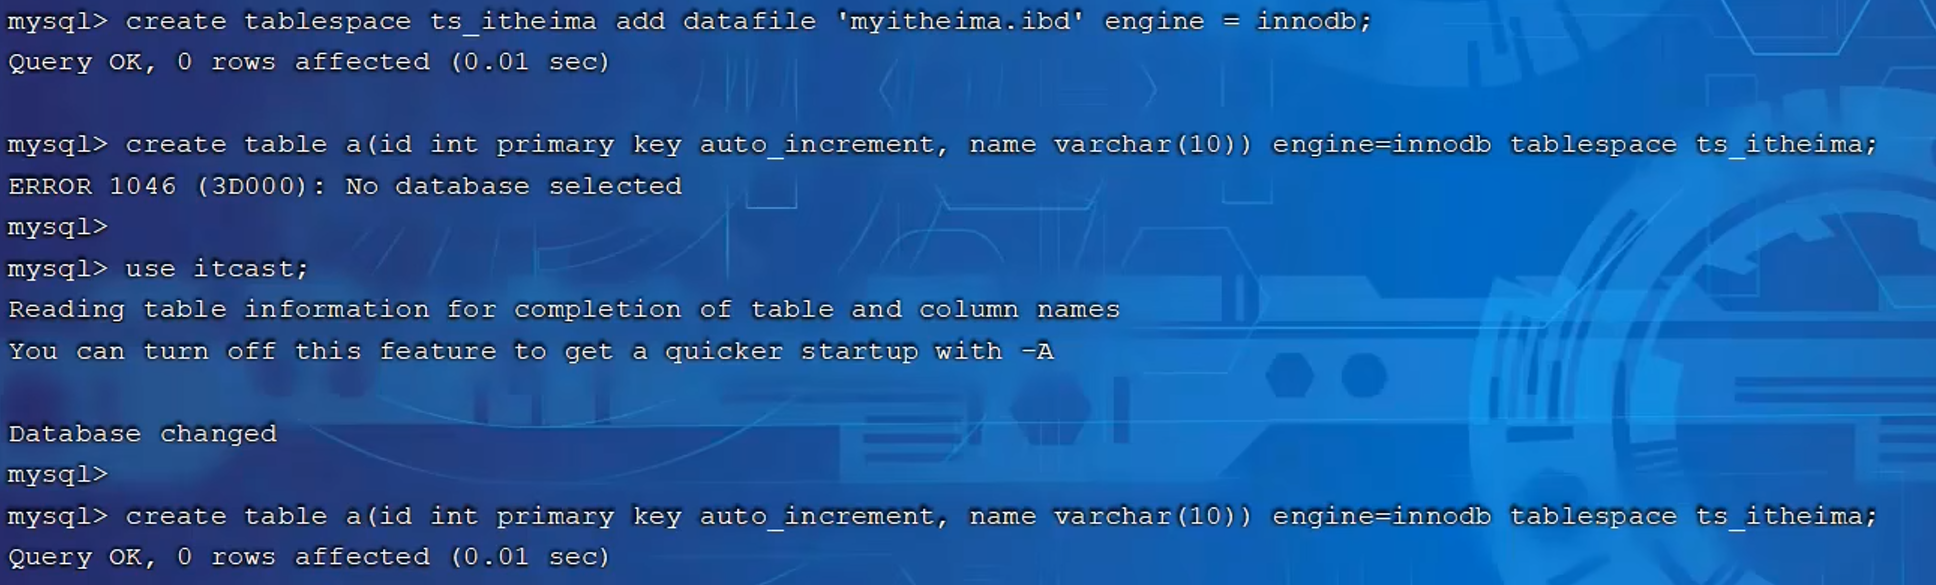 mysql> create tablespace ts_itheima add datafile 'myitheima.ibd' engine = innodb;
Query OK, 0 rows affected (0.01 sec)
mysql> create table a(id int primary key auto_increment, name varchar(10)) engine=innodb tablespace ts_itheima;
ERROR 1046 (3D000): No database selected
mysql>
mysql> use itcast;
Reading table information for completion of table and column names
You can turn off this feature to get a quicker startup with -A
Database changed
mysql>
mysql> create table a(id int primary key auto_increment, name varchar(10)) engine=innodb tablespace ts_itheima;
Query OK, 0 rows affected (0.01 sec)